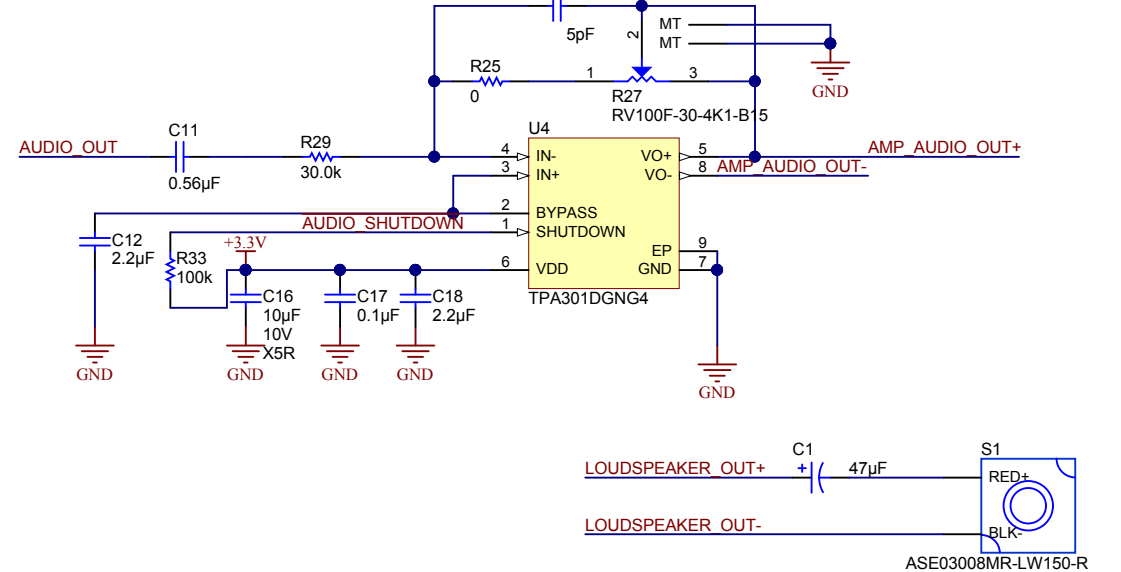 5pF
MT
MT
2
GND
R25
0
1
3
R27
RV100F-30-4K1-B15
U4
AUDIO_OUT
C11
0.56µF
R29
30.0k
4
IN-
VO+
5
AMP_AUDIO_OUT+
3
IN+
VO-
8
AMP_AUDIO_OUT-
2
BYPASS
AUDIO_SHUTDOWN
1
SHUTDOWN
C12
2.2µF
R33
100k
+3.3V
EP
9
6
VDD
GND
7
TPA301DGNG4
C16
10µF
10V
X5R
C17
0.1µF
C18
2.2µF
GND
GND
GND
GND
GND
LOUDSPEAKER_OUT+
C1
+
47µF
S1
RED+
LOUDSPEAKER_OUT-
BLK-
ASE03008MR-LW150-R